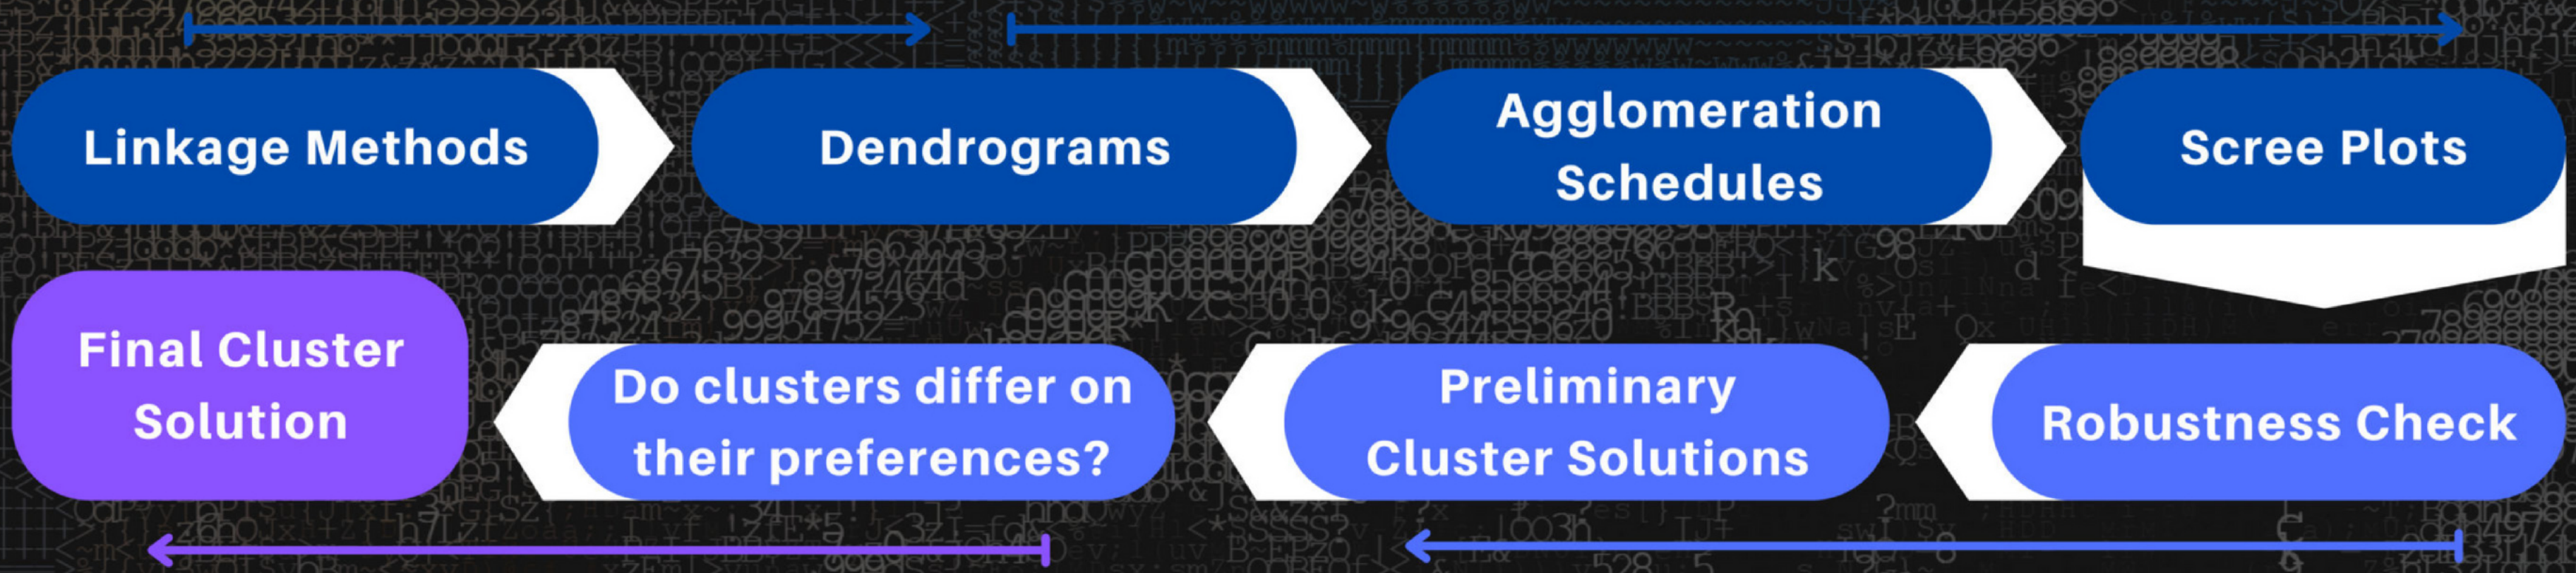 Linkage Methods
Dendrograms
Agglomeration
Schedules
Scree Plots
Robustness Check
Preliminary
Cluster Solutions
Do clusters differ on
their preferences?
Final Cluster
Solution